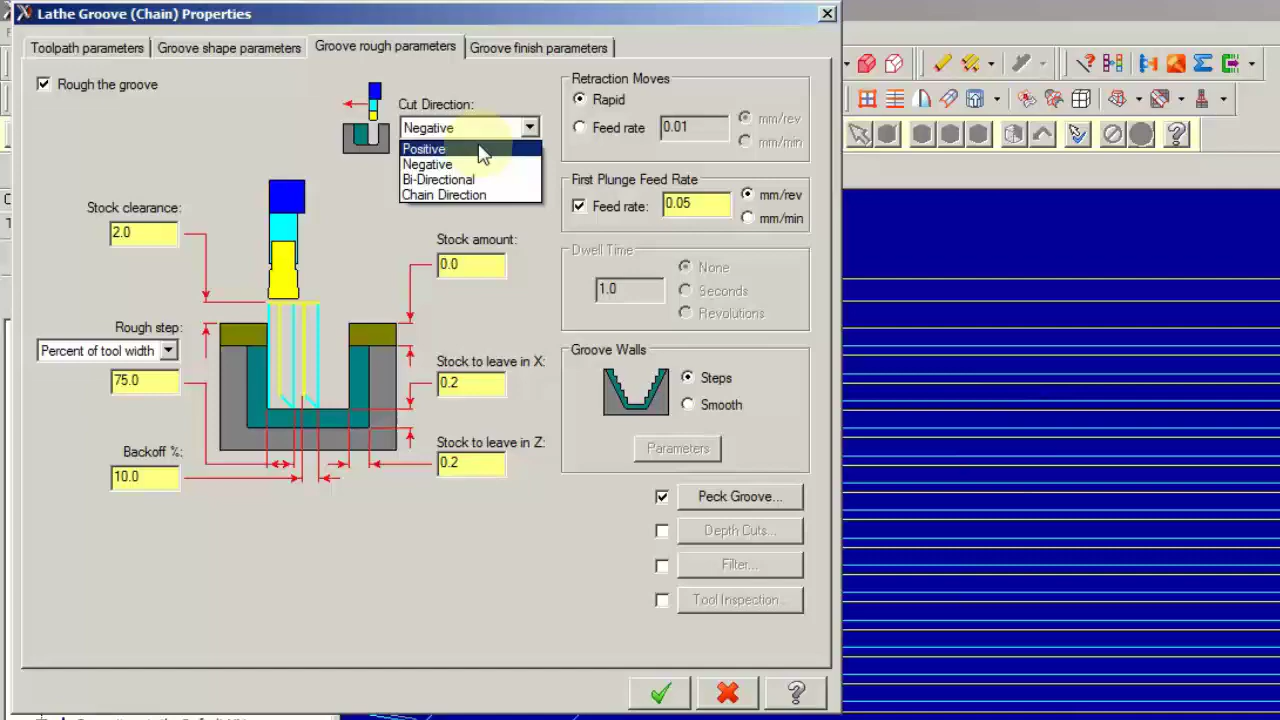 Lathe Groove (Chain) Properties
Toolpath parameters
Groove shape parameters
Groove rough parameters
Groove finish parameters
Rough the groove
Cut Direction:
Negative
Positive
Negative
Bi-Directional
Chain Direction
Stock clearance:
2.0
Stock amount:
0.0
Rough step:
Percent of tool width
75.0
Stock to leave in X:
0.2
Backoff %:
10.0
Stock to leave in Z:
0.2
Retraction Moves
Rapid
Feed rate
0.01
mm/rev
mm/min
First Plunge Feed Rate
Feed rate:
0.05
mm/rev
mm/min
Dwell Time
1.0
None
Seconds
Revolutions
Groove Walls
Steps
Smooth
Parameters
Peck Groove...
Depth Cuts...
Filter...
Tool Inspection...